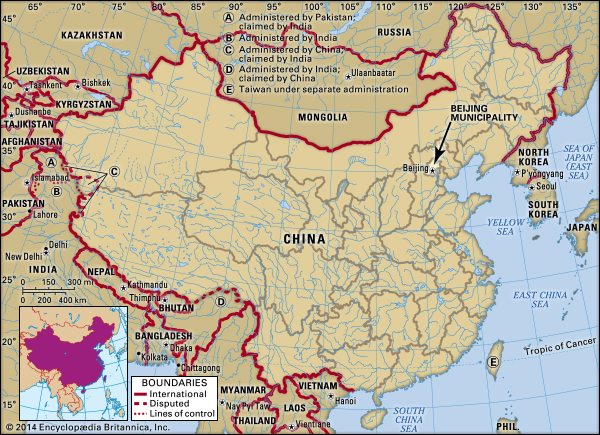 65° 70° 75° 80° 85° 90° 95° 100° 105° 110° 115° 120° 125° 130° 135°
A Administered by Pakistan;
claimed by India
B Administered by India
C Administered by China;
claimed by India
D Administered by India;
claimed by China
E Taiwan under separate administration
KAZAKHSTAN
RUSSIA
45°
UZBEKISTAN
Tashkent
Bishkek
Ulaanbaatar
KYRGYZSTAN
MONGOLIA
BEIJING
MUNICIPALITY
40°
Dushanbe
TAJIKISTAN
AFGHANISTAN
35°
A
C
B
Islamabad
Beijing
NORTH
KOREA
P'yŏngyang
SEA OF
JAPAN
(EAST
SEA)
Seoul
SOUTH
KOREA
PAKISTAN
Lahore
30°
YELLOW
SEA
JAPAN
CHINA
Delhi
New Delhi
INDIA
NEPAL
Kathmandu
Thimphu
BHUTAN
D
25°
0 150 300 mi
0 200 400 km
EAST CHINA
SEA
BANGLADESH
Dhaka
Kolkata
Chittagong
20°
E
Tropic of Cancer
BOUNDARIES
International
Disputed
Lines of control
MYANMAR
Nay Pyi Taw
VIETNAM
Hanoi
LAOS
THAILAND
Vientiane
15°
SOUTH
CHINA
SEA
PHIL.
© 2014 Encyclopædia Britannica, Inc.